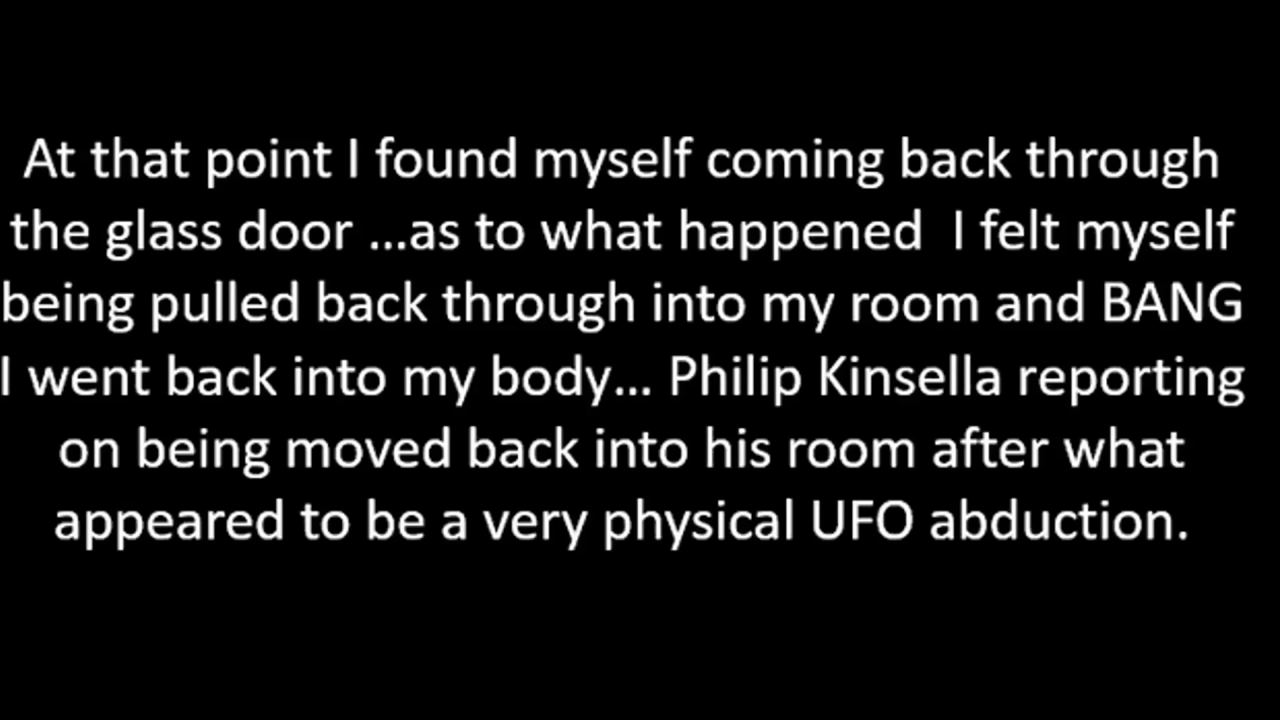 At that point I found myself coming back through
the glass door ...as to what happened  I felt myself
being pulled back through into my room and BANG
I went back into my body... Philip Kinsella reporting
on being moved back into his room after what
appeared to be a very physical UFO abduction.